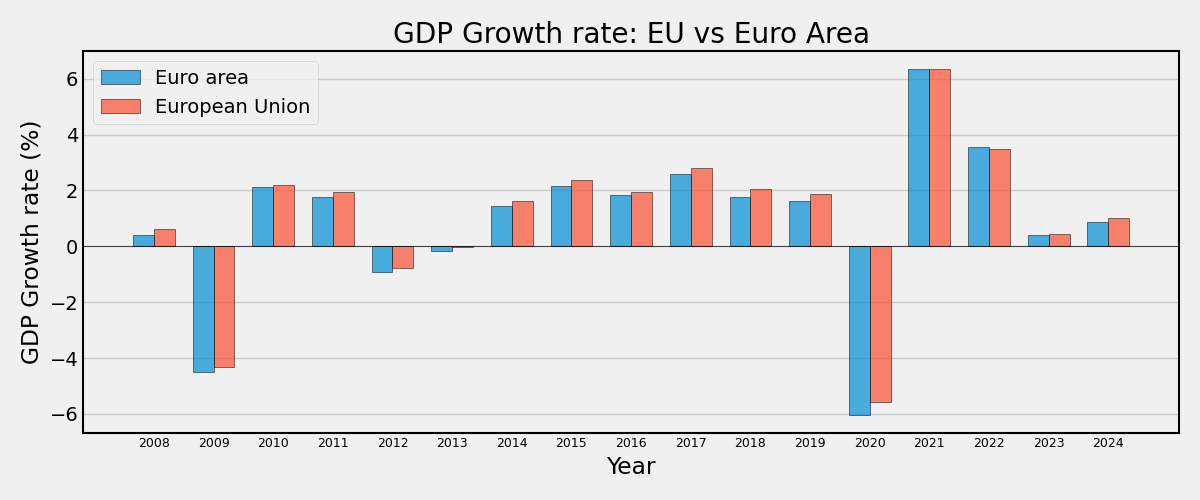 GDP Growth rate: EU vs Euro Area
Euro area
European Union
GDP Growth rate (%)
6
4
2
0
−2
−4
−6
2008 2009 2010 2011 2012 2013 2014 2015 2016 2017 2018 2019 2020 2021 2022 2023 2024
Year